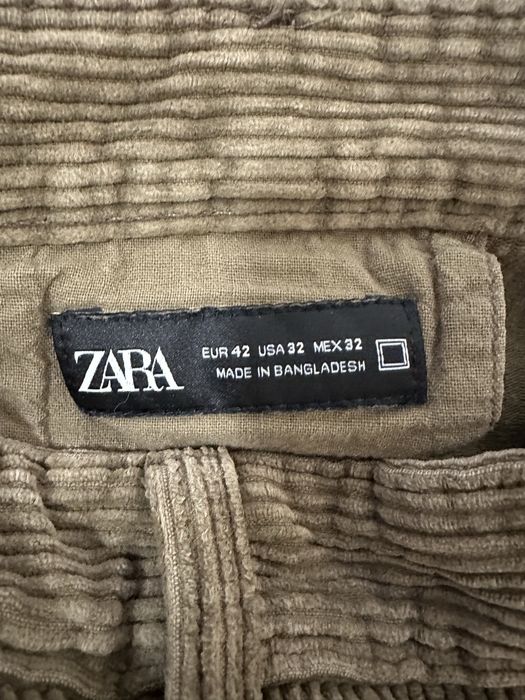 ZARA
EUR 42 USA 32 MEX 32
MADE IN BANGLADESH